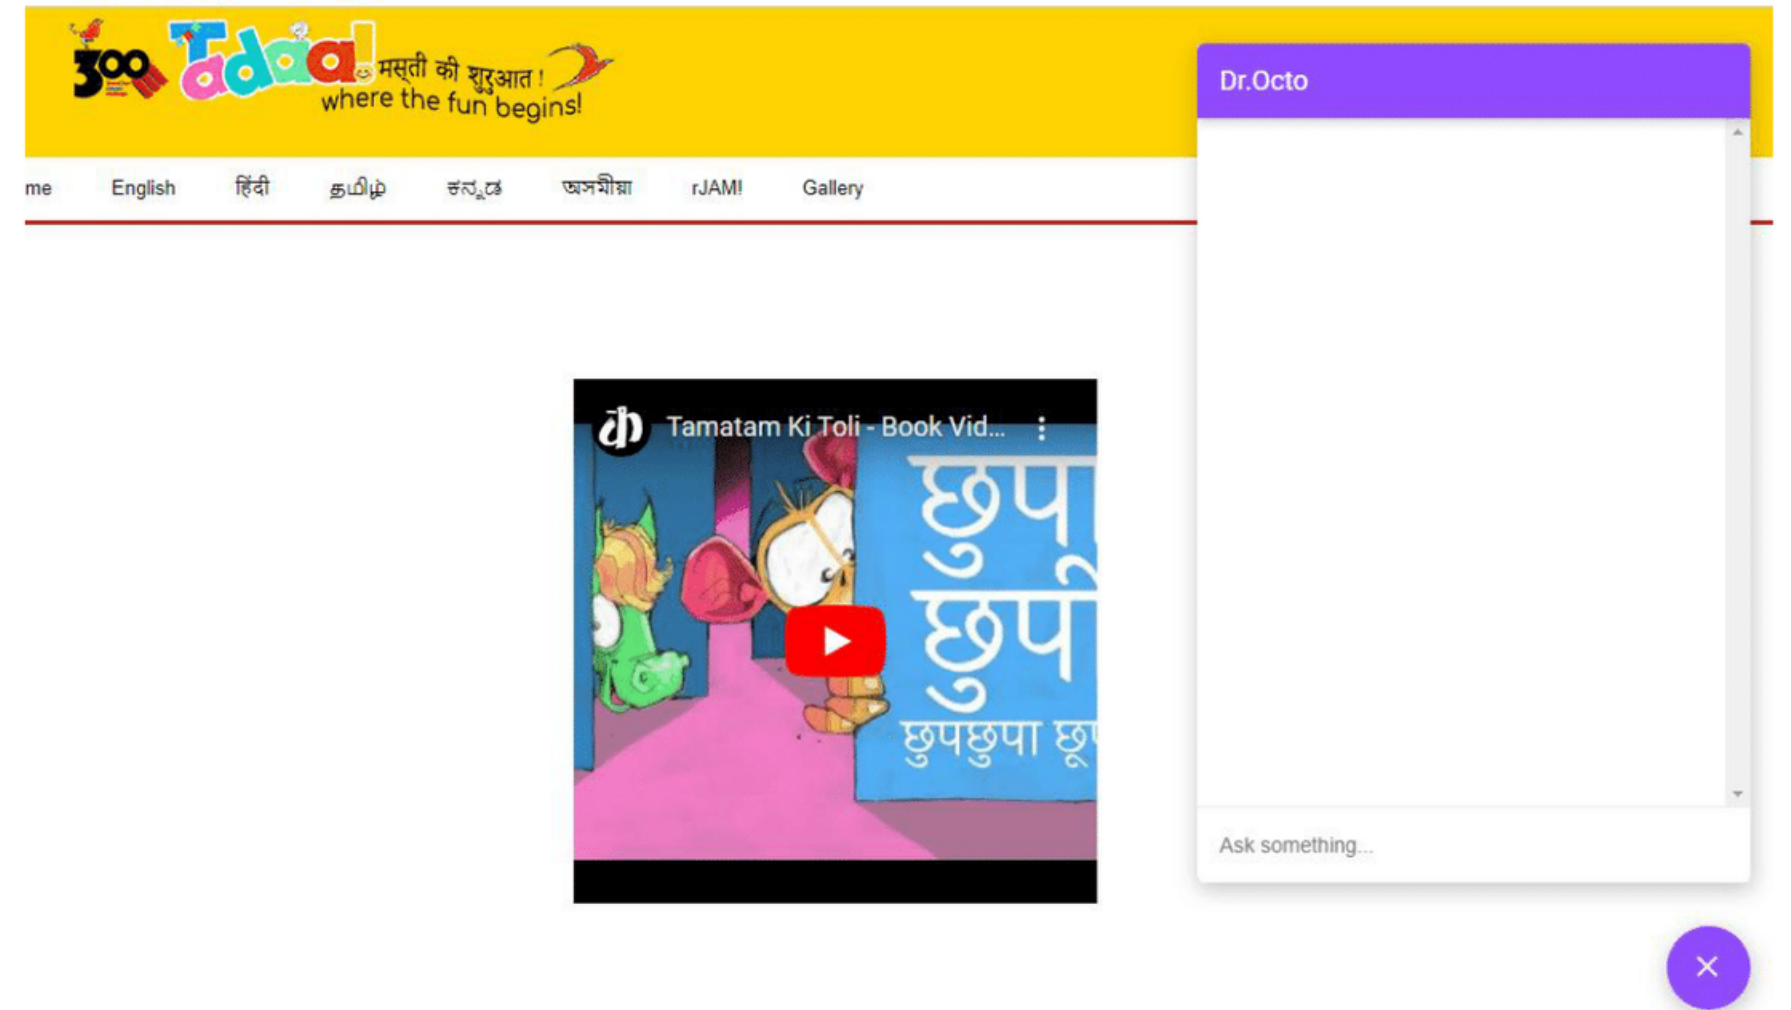 300
Tadaa!
मस्ती की शुरुआत !
where the fun begins!
me
English
हिंदी
தமிழ்
ಕನ್ನಡ
অসমীয়া
rJAM!
Gallery
Dr.Octo
Tamatam Ki Toli - Book Vid...
छुपा
छुपी
छुपछुपा
Ask something...